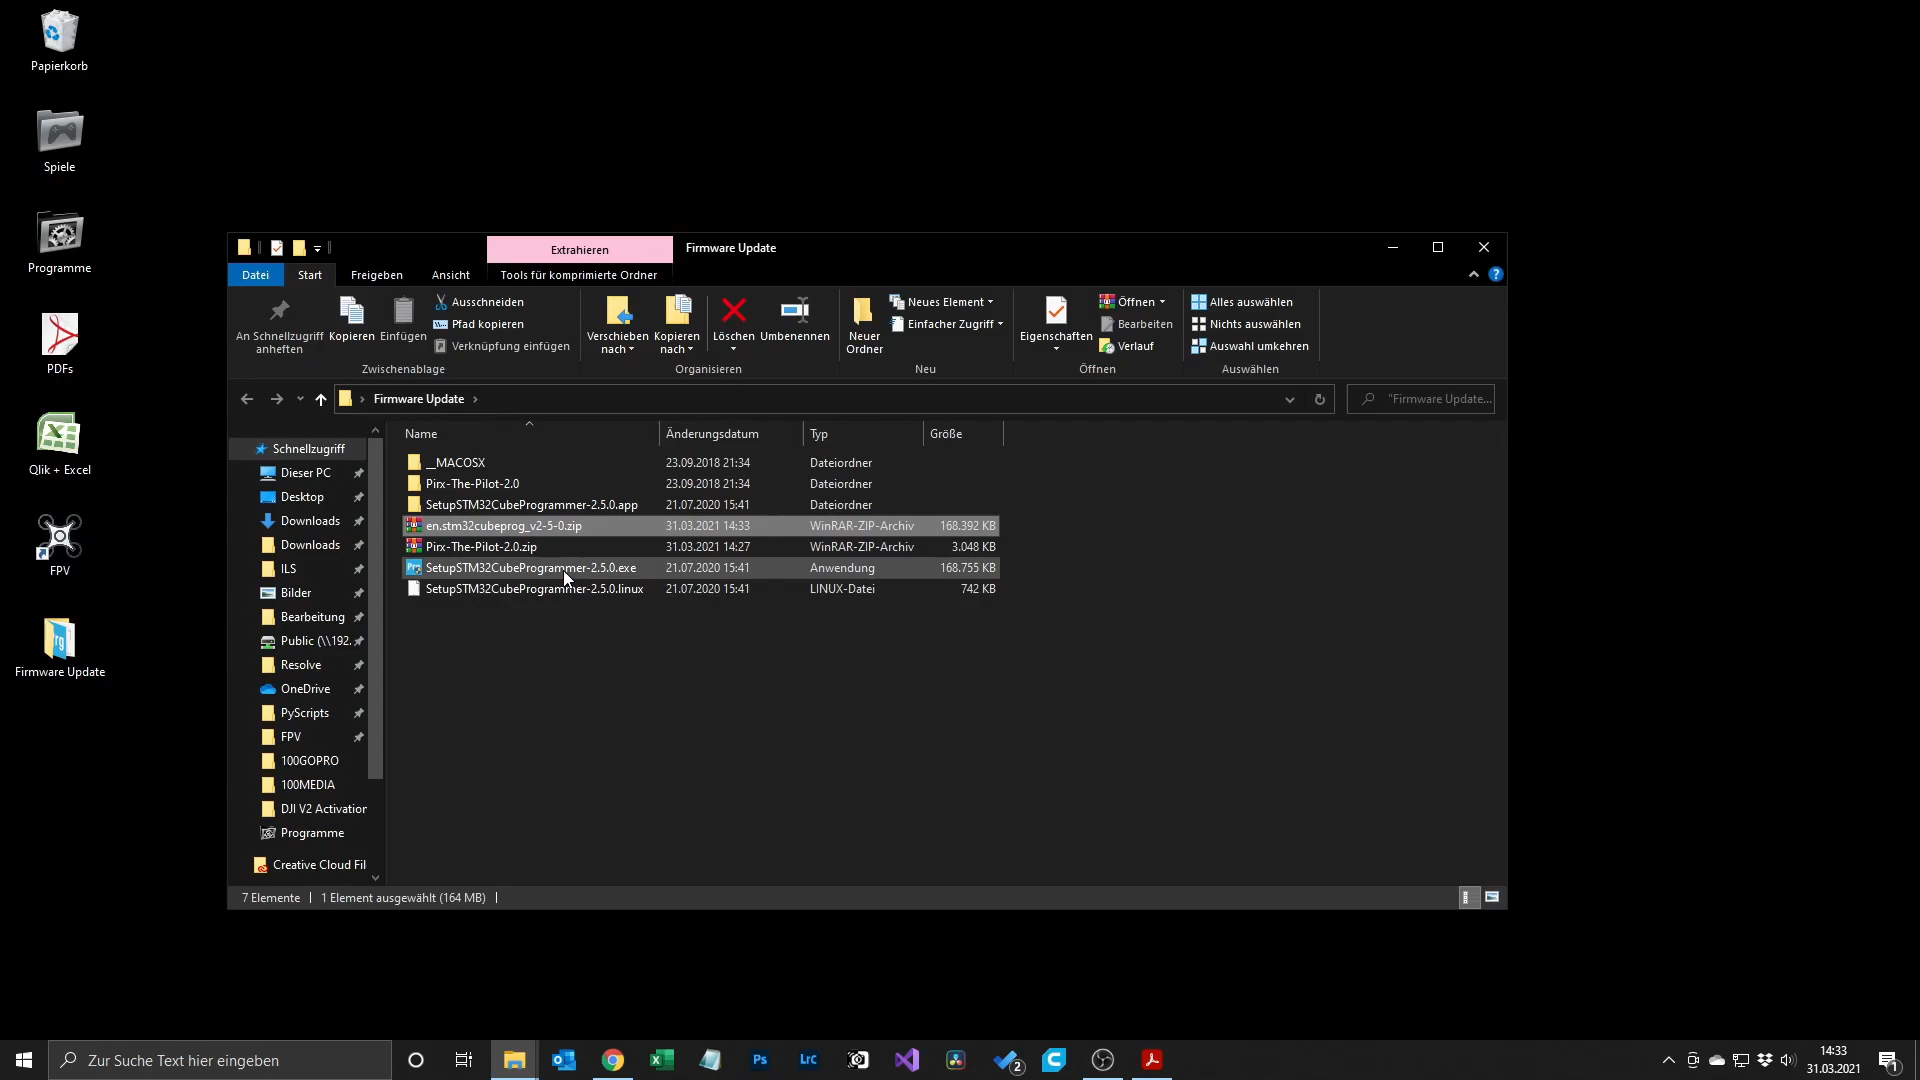 Papierkorb
Spiele
Programme
PDFs
Qlik + Excel
FPV
Firmware Update
Extrahieren
Firmware Update
Datei
Start
Freigeben
Ansicht
Tools für komprimierte Ordner
An Schnellzugriff
anheften
Kopieren
Einfügen
Ausschneiden
Pfad kopieren
Verknüpfung einfügen
Zwischenablage
Verschieben
nach
Kopieren
nach
Löschen
Umbenennen
Organisieren
Neuer
Ordner
Neues Element
Einfacher Zugriff
Neu
Eigenschaften
Öffnen
Bearbeiten
Verlauf
Öffnen
Alles auswählen
Nichts auswählen
Auswahl umkehren
Auswählen
Firmware Update
"Firmware Update...
Schnellzugriff
Dieser PC
Desktop
Downloads
Downloads
ILS
Bilder
Bearbeitung
Public (\\192.
Resolve
OneDrive
PyScripts
FPV
100GOPRO
100MEDIA
DJI V2 Activation
Programme
Creative Cloud Fil
Name Änderungsdatum Typ Größe
__MACOSX 23.09.2018 21:34 Dateiordner
Pirx-The-Pilot-2.0 23.09.2018 21:34 Dateiordner
SetupSTM32CubeProgrammer-2.5.0.app 21.07.2020 15:41 Dateiordner
en.stm32cubeprog_v2-5-0.zip 31.03.2021 14:33 WinRAR-ZIP-Archiv 168.392 KB
Pirx-The-Pilot-2.0.zip 31.03.2021 14:27 WinRAR-ZIP-Archiv 3.048 KB
SetupSTM32CubeProgrammer-2.5.0.exe 21.07.2020 15:41 Anwendung 168.755 KB
SetupSTM32CubeProgrammer-2.5.0.linux 21.07.2020 15:41 LINUX-Datei 742 KB
7 Elemente
1 Element ausgewählt (164 MB)
Zur Suche Text hier eingeben
Ps
Lrc
2
14:33
31.03.2021
1